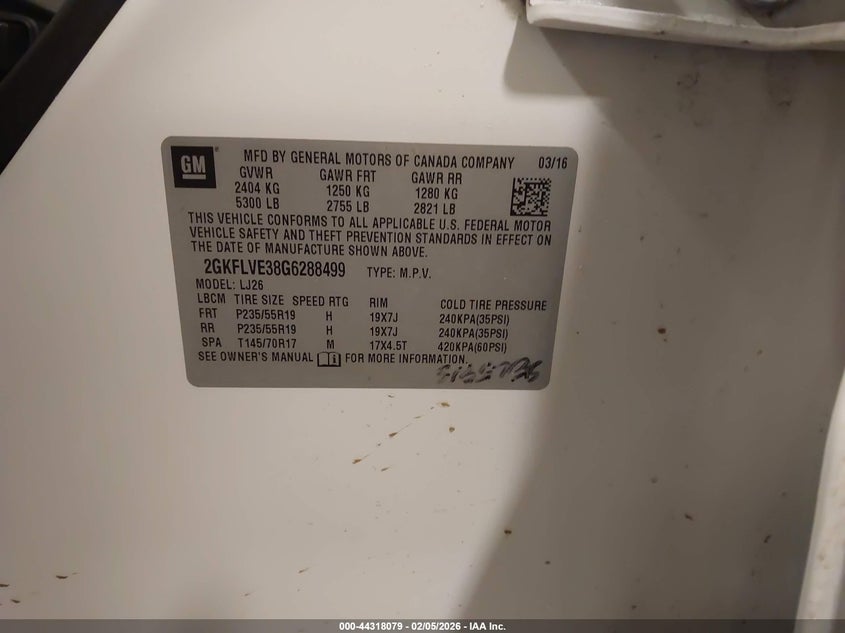 GM
MFD BY GENERAL MOTORS OF CANADA COMPANY 03/16
GVWR GAWR FRT GAWR RR
2404 KG 1250 KG 1280 KG
5300 LB 2755 LB 2821 LB
THIS VEHICLE CONFORMS TO ALL APPLICABLE U.S. FEDERAL MOTOR
VEHICLE SAFETY AND THEFT PREVENTION STANDARDS IN EFFECT ON
THE DATE OF MANUFACTURE SHOWN ABOVE.
2GKFLVE38G6288499 TYPE: M.P.V.
MODEL: LJ26
LBCM TIRE SIZE SPEED RTG RIM COLD TIRE PRESSURE
FRT P235/55R19 H 19X7J 240KPA(35PSI)
RR P235/55R19 H 19X7J 240KPA(35PSI)
SPA T145/70R17 M 17X4.5T 420KPA(60PSI)
SEE OWNER'S MANUAL FOR MORE INFORMATION.
000-44318079 - 02/05/2026 - IAA Inc.